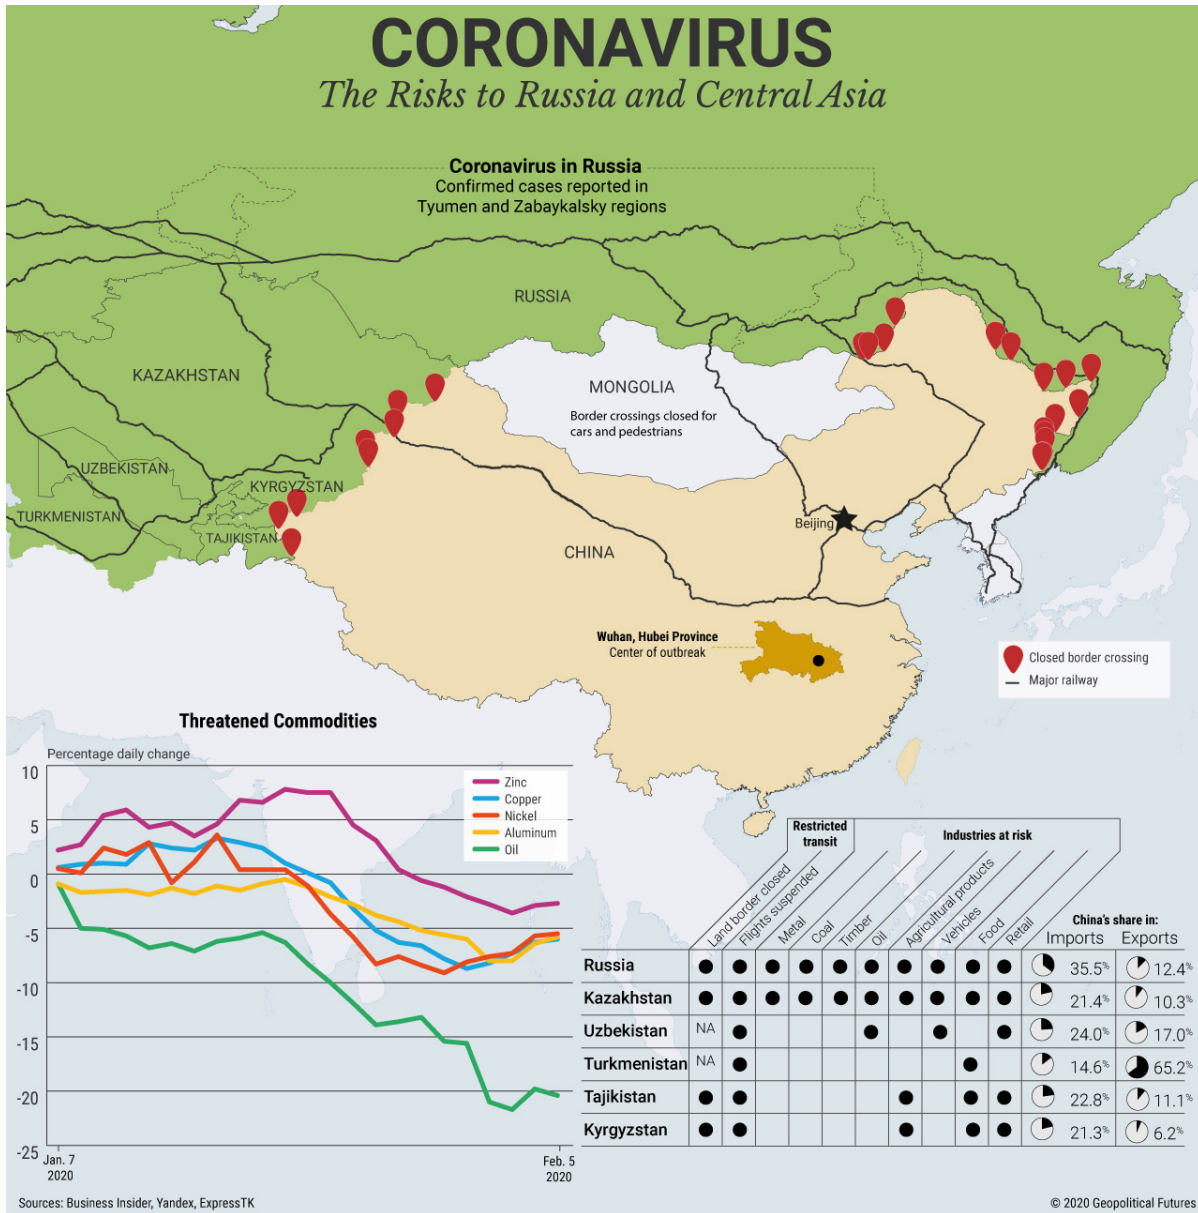 CORONAVIRUS
The Risks to Russia and Central Asia
Coronavirus in Russia
Confirmed cases reported in
Tyumen and Zabaykalsky regions
RUSSIA
KAZAKHSTAN
MONGOLIA
Border crossings closed for
cars and pedestrians
UZBEKISTAN
KYRGYZSTAN
TURKMENISTAN
TAJIKISTAN
Beijing
CHINA
Wuhan, Hubei Province
Center of outbreak
Closed border crossing
Major railway
Threatened Commodities
Percentage daily change
10
5
0
-5
-10
-15
-20
-25
Zinc
Copper
Nickel
Aluminum
Oil
Jan. 7
2020
Feb. 5
2020
Restricted
transit
Industries at risk
Land border closed
Flights suspended
Metal
Coal
Timber
Oil
Agricultural products
Vehicles
Food
Retail
China's share in:
Imports Exports
Russia 35.5% 12.4%
Kazakhstan 21.4% 10.3%
Uzbekistan NA 24.0% 17.0%
Turkmenistan NA 14.6% 65.2%
Tajikistan 22.8% 11.1%
Kyrgyzstan 21.3% 6.2%
Sources: Business Insider, Yandex, ExpressTK
© 2020 Geopolitical Futures